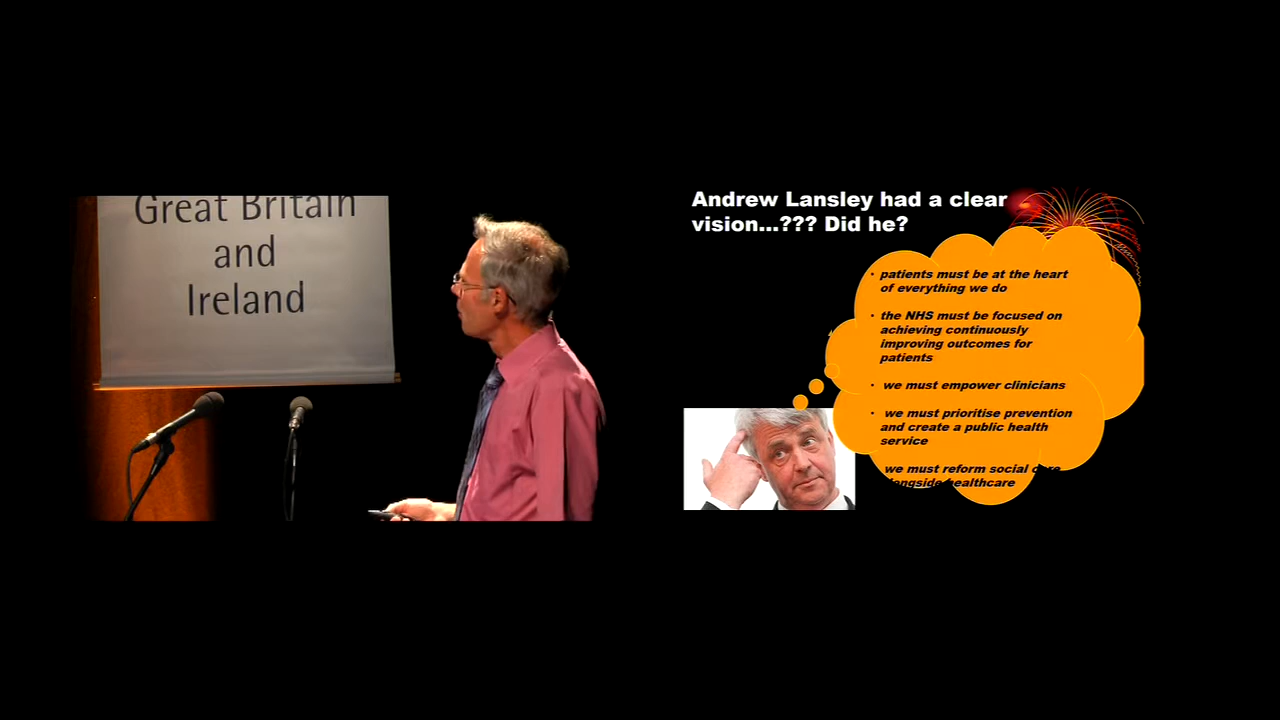 Great Britain
and
Ireland
Andrew Lansley had a clear
vision...??? Did he?
• patients must be at the heart
of everything we do
• the NHS must be focused on
achieving continuously
improving outcomes for
patients
• we must empower clinicians
• we must prioritise prevention
and create a public health
service
we must reform social care
alongside healthcare